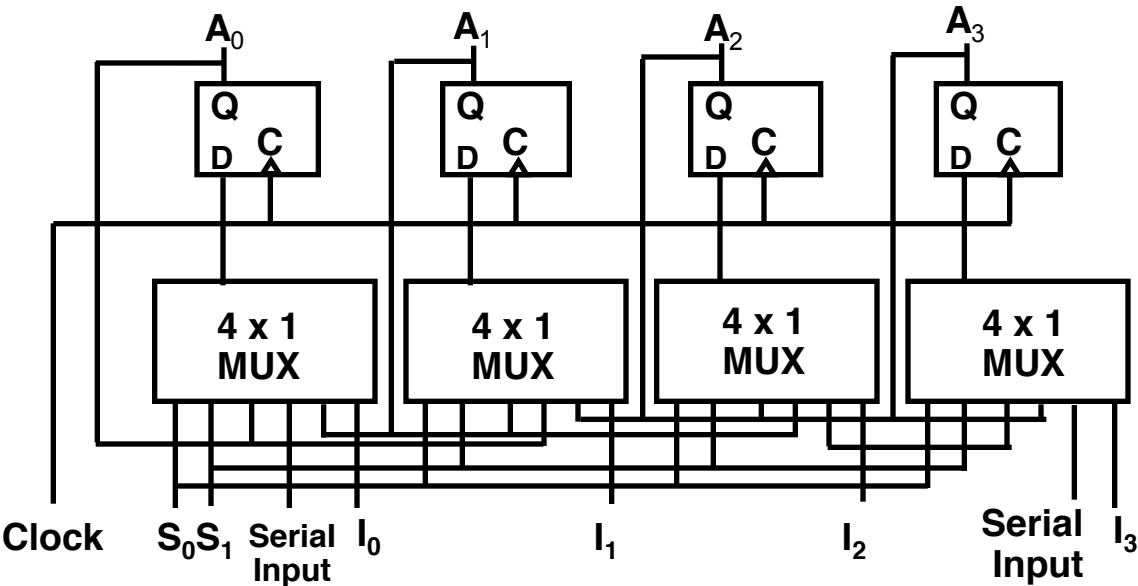 A₀ A₁ A₂ A₃
Q Q Q Q
C C C C
D D D D
4 x 1 4 x 1 4 x 1 4 x 1
MUX MUX MUX MUX
Clock S₀S₁ Serial I₀ I₁ I₂ Serial I₃
Input Input